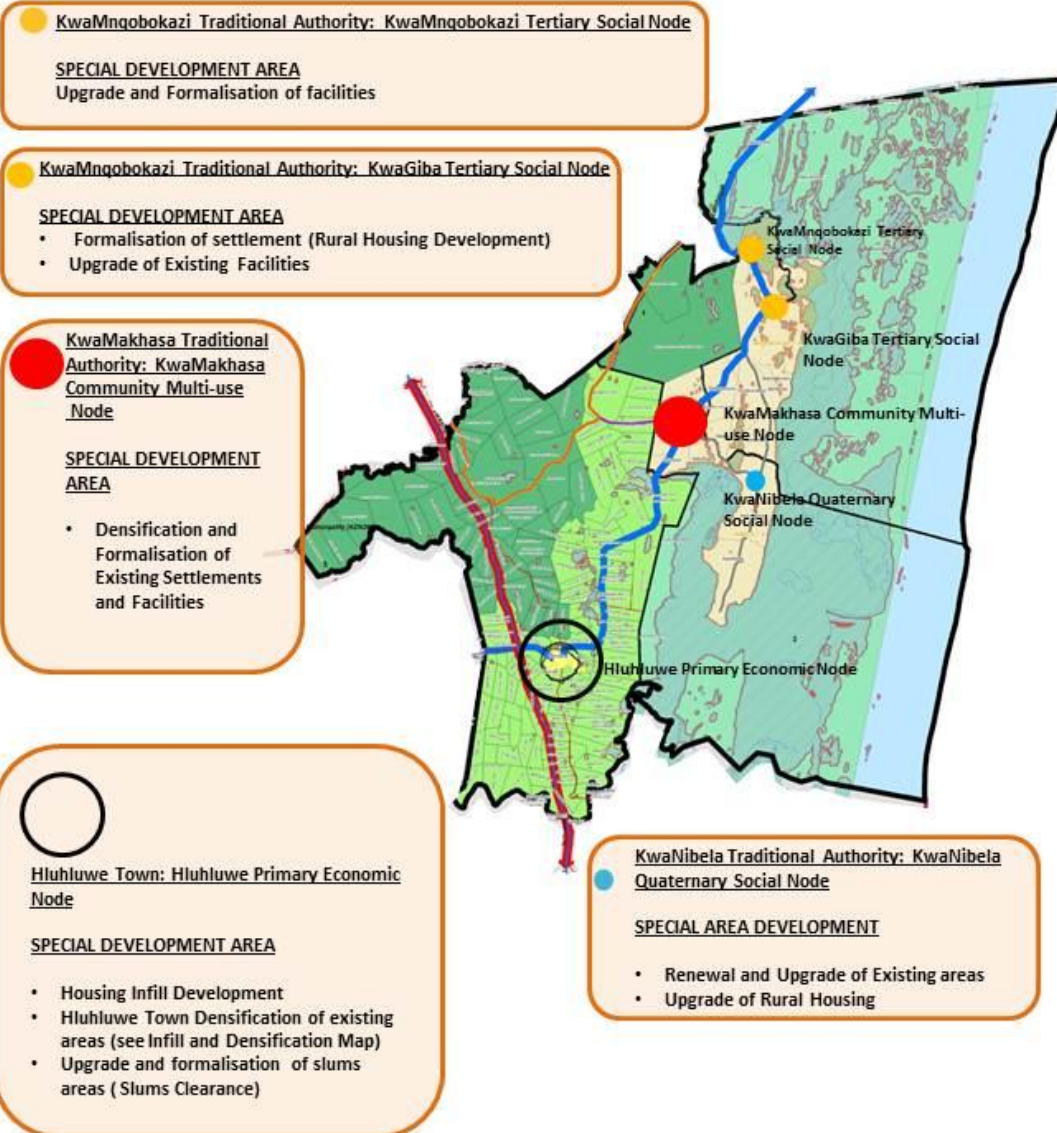 KwaMnqobokazi Traditional Authority: KwaMnqobokazi Tertiary Social Node
SPECIAL DEVELOPMENT AREA
Upgrade and Formalisation of facilities
KwaMnqobokazi Traditional Authority: KwaGiba Tertiary Social Node
SPECIAL DEVELOPMENT AREA
• Formalisation of settlement (Rural Housing Development)
• Upgrade of Existing Facilities
KwaMakhasa Traditional
Authority: KwaMakhasa
Community Multi-use
Node
SPECIAL DEVELOPMENT
AREA
• Densification and
Formalisation of
Existing Settlements
and Facilities
KwaMnqobokazi Tertiary
Social Node
KwaGiba Tertiary Social
Node
KwaMakhasa Community Multi-
use Node
KwaNibela Quaternary
Social Node
Hluhluwe Primary Economic Node
Hluhluwe Town: Hluhluwe Primary Economic
Node
SPECIAL DEVELOPMENT AREA
• Housing Infill Development
• Hluhluwe Town Densification of existing
areas (see Infill and Densification Map)
• Upgrade and formalisation of slums
areas ( Slums Clearance)
KwaNibela Traditional Authority: KwaNibela
Quaternary Social Node
SPECIAL AREA DEVELOPMENT
• Renewal and Upgrade of Existing areas
• Upgrade of Rural Housing